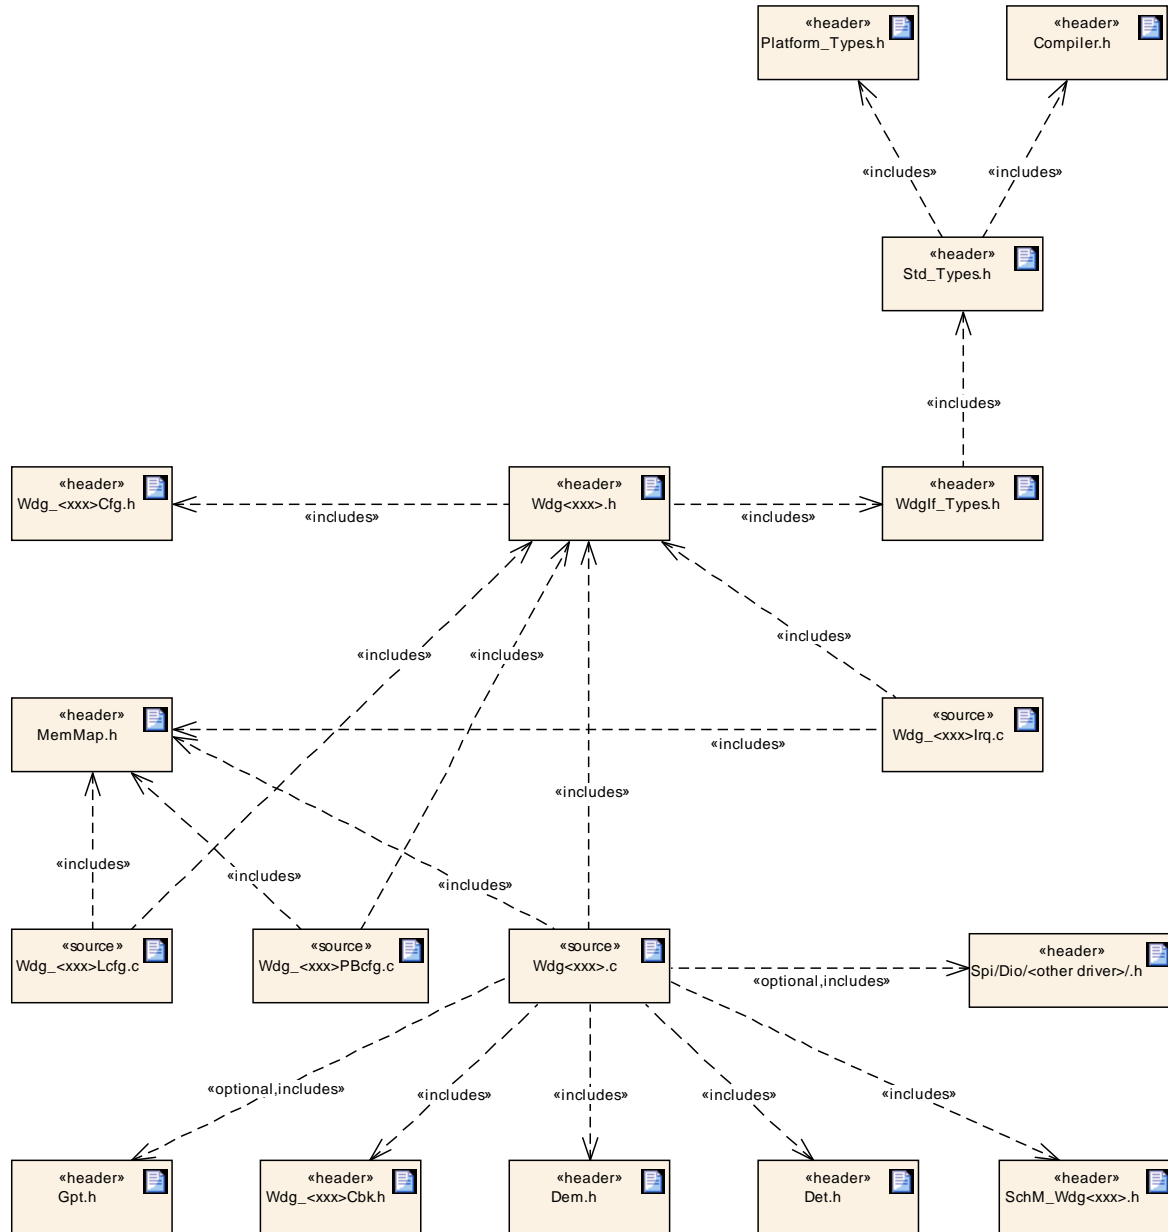 «header»
Platform_Types.h
«header»
Compiler.h
«includes»
«includes»
«header»
Std_Types.h
«includes»
«header»
Wdg_<xxx>Cfg.h
«header»
Wdg<xxx>.h
«header»
WdgIf_Types.h
«includes»
«includes»
«includes»
«includes»
«includes»
«header»
MemMap.h
«source»
Wdg_<xxx>Irq.c
«includes»
«includes»
«includes»
«includes»
«includes»
«source»
Wdg_<xxx>Lcfg.c
«source»
Wdg_<xxx>PBcfg.c
«source»
Wdg<xxx>.c
«header»
Spi/Dio/<other driver>/.h
«optional,includes»
«optional,includes»
«includes»
«includes»
«includes»
«includes»
«header»
Gpt.h
«header»
Wdg_<xxx>Cbk.h
«header»
Dem.h
«header»
Det.h
«header»
SchM_Wdg<xxx>.h